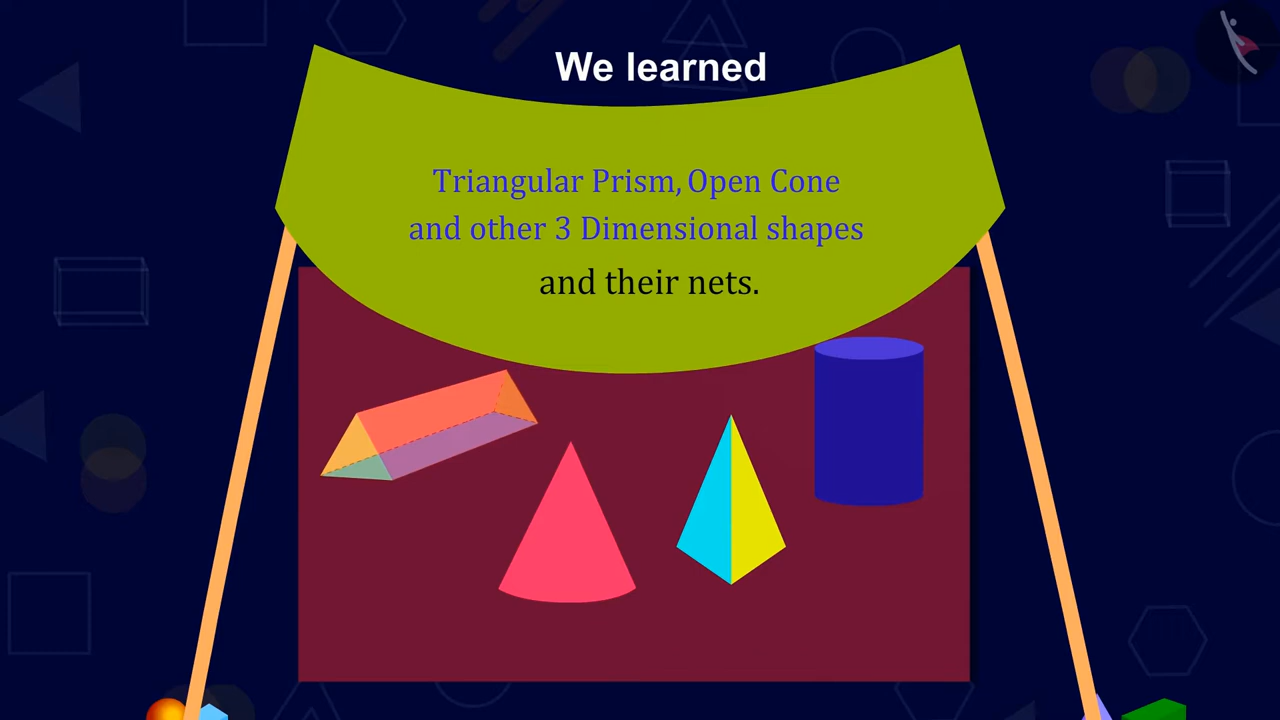 We learned
Triangular Prism, Open Cone
and other 3 Dimensional shapes
and their nets.